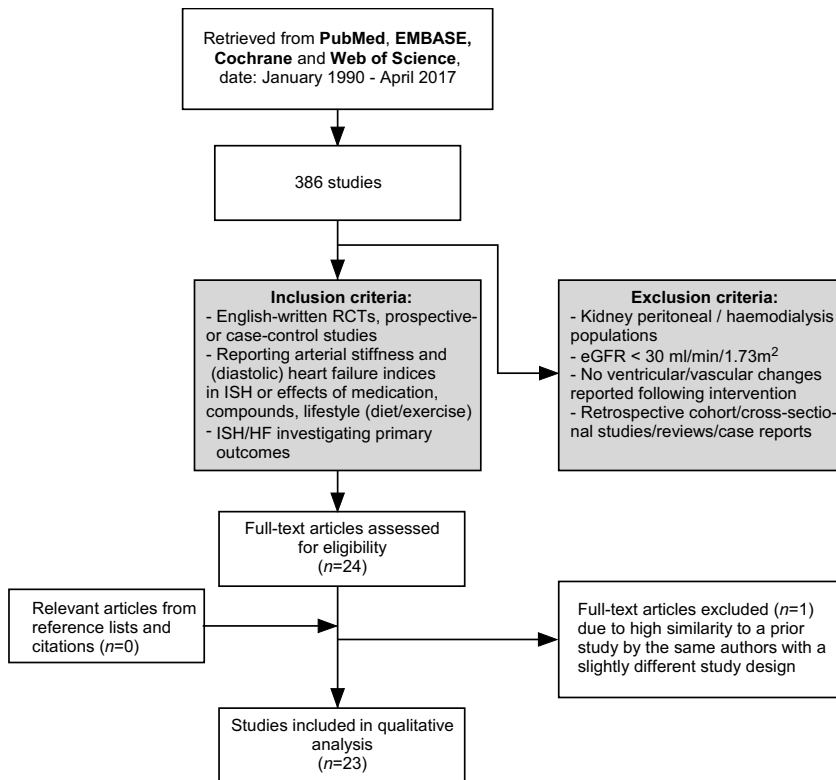 Retrieved from PubMed, EMBASE,
Cochrane and Web of Science,
date: January 1990 - April 2017
386 studies
Inclusion criteria:
- English-written RCTs, prospective-
or case-control studies
- Reporting arterial stiffness and
(diastolic) heart failure indices
in ISH or effects of medication,
compounds, lifestyle (diet/exercise)
- ISH/HF investigating primary
outcomes
Exclusion criteria:
- Kidney peritoneal / haemodialysis
populations
- eGFR < 30 ml/min/1.73m²
- No ventricular/vascular changes
reported following intervention
- Retrospective cohort/cross-sectio-
nal studies/reviews/case reports
Full-text articles assessed
for eligibility
(n=24)
Relevant articles from
reference lists and
citations (n=0)
Full-text articles excluded (n=1)
due to high similarity to a prior
study by the same authors with a
slightly different study design
Studies included in qualitative
analysis
(n=23)